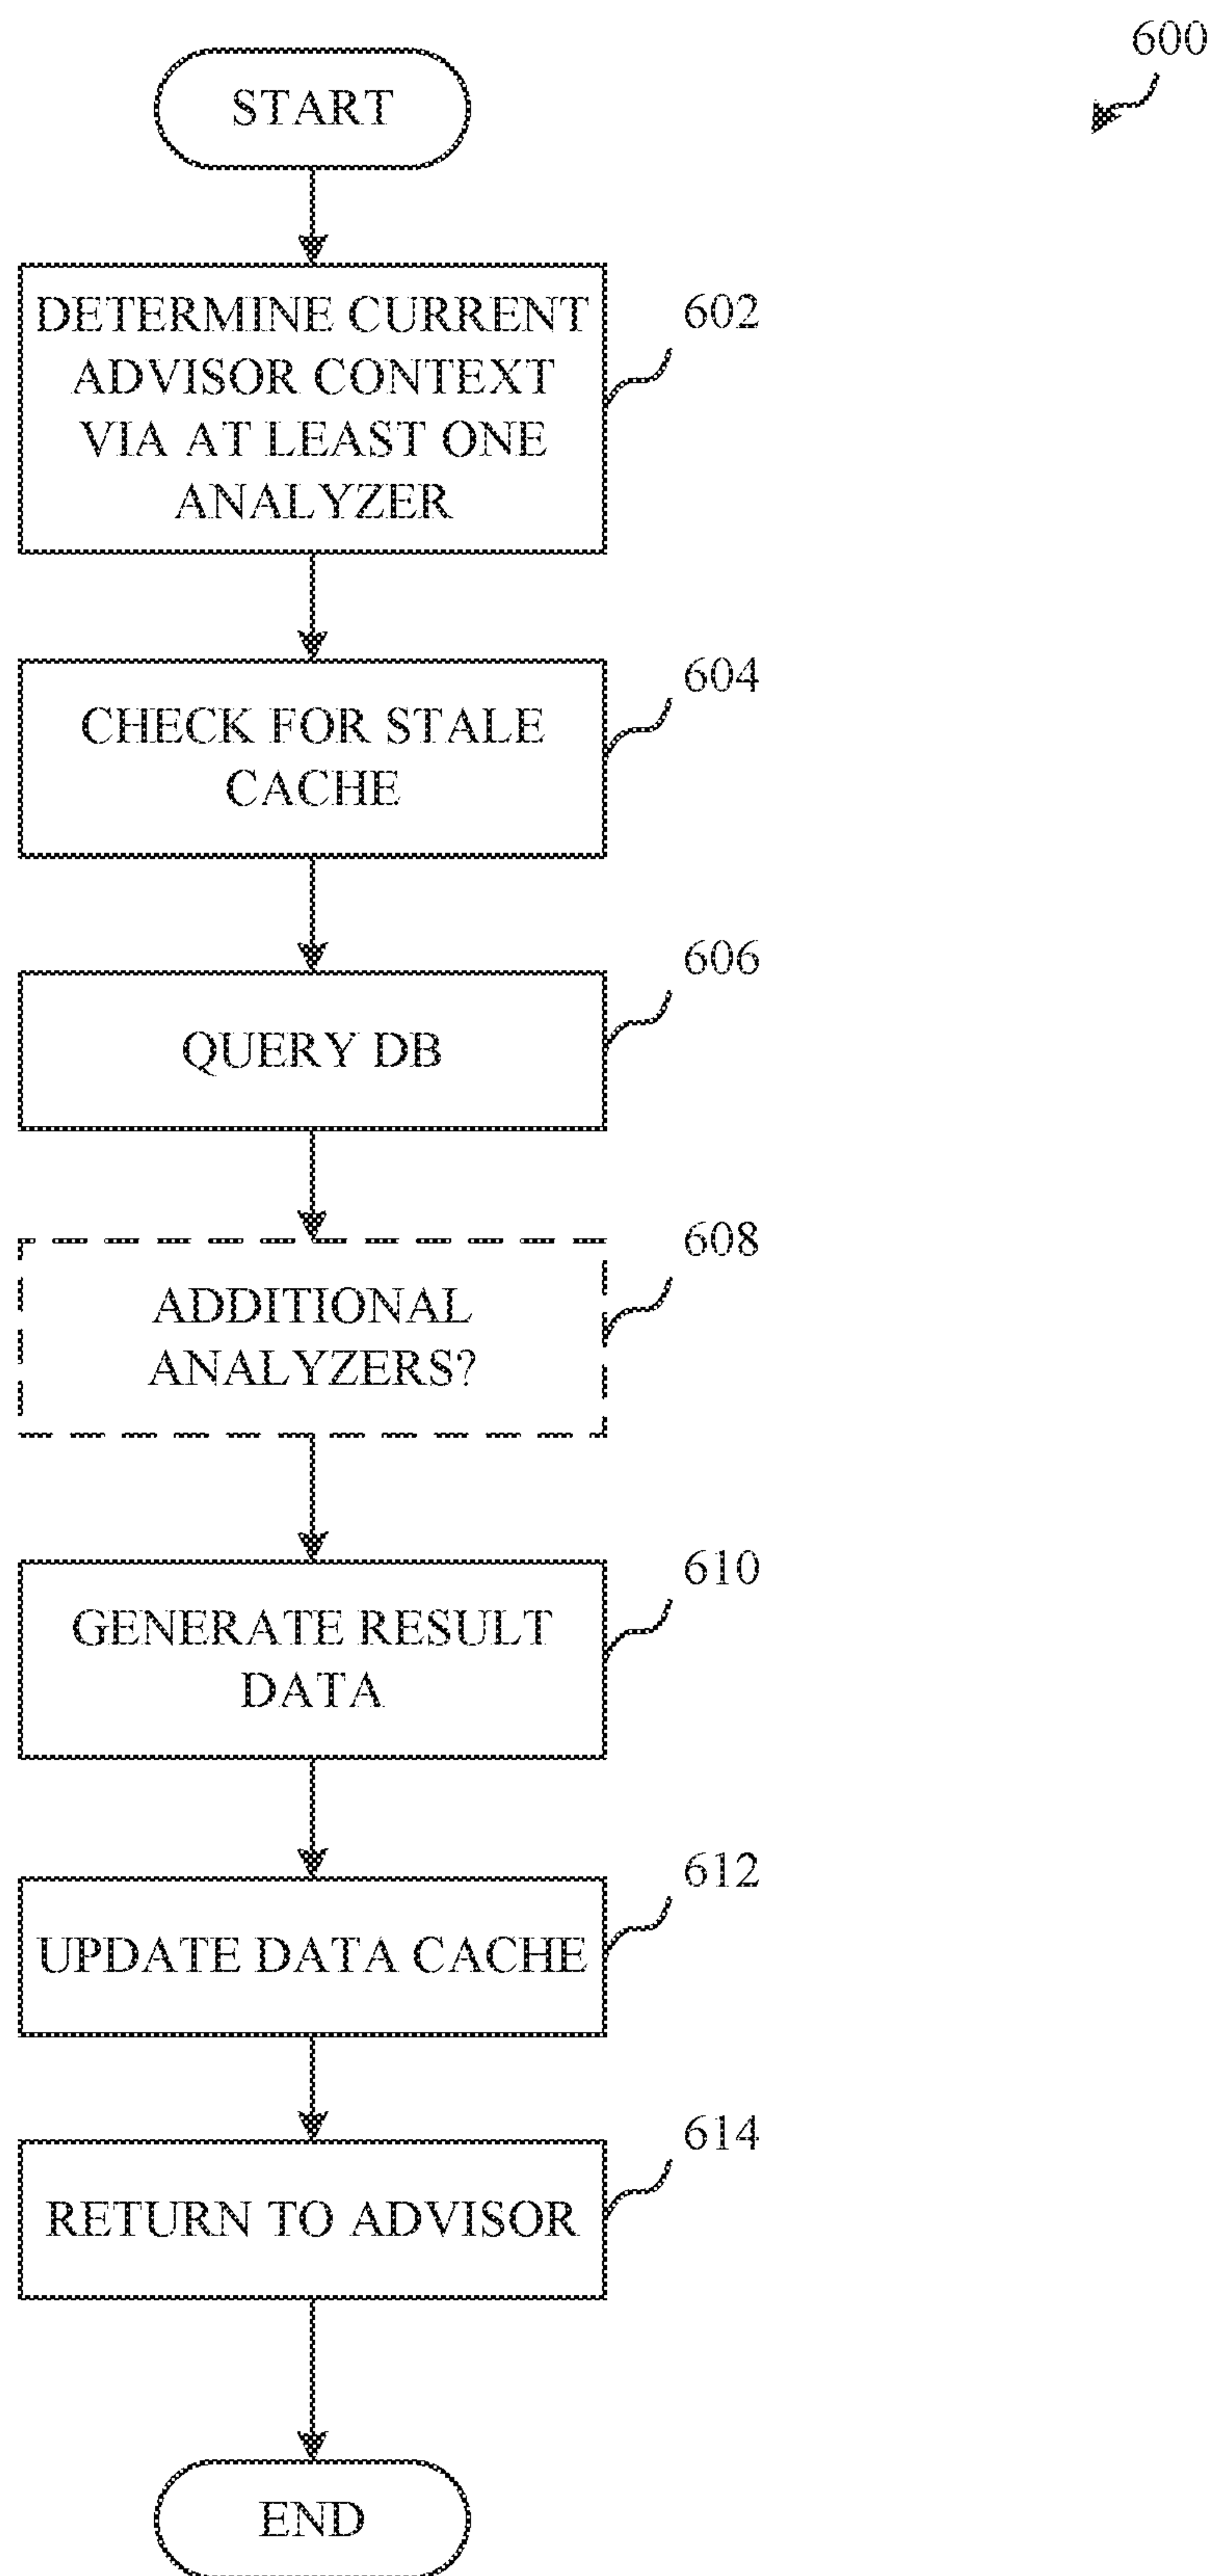 600
START
DETERMINE CURRENT
ADVISOR CONTEXT
VIA AT LEAST ONE
ANALYZER
602
CHECK FOR STALE
CACHE
604
QUERY DB
606
ADDITIONAL
ANALYZERS?
608
GENERATE RESULT
DATA
610
UPDATE DATA CACHE
612
RETURN TO ADVISOR
614
END